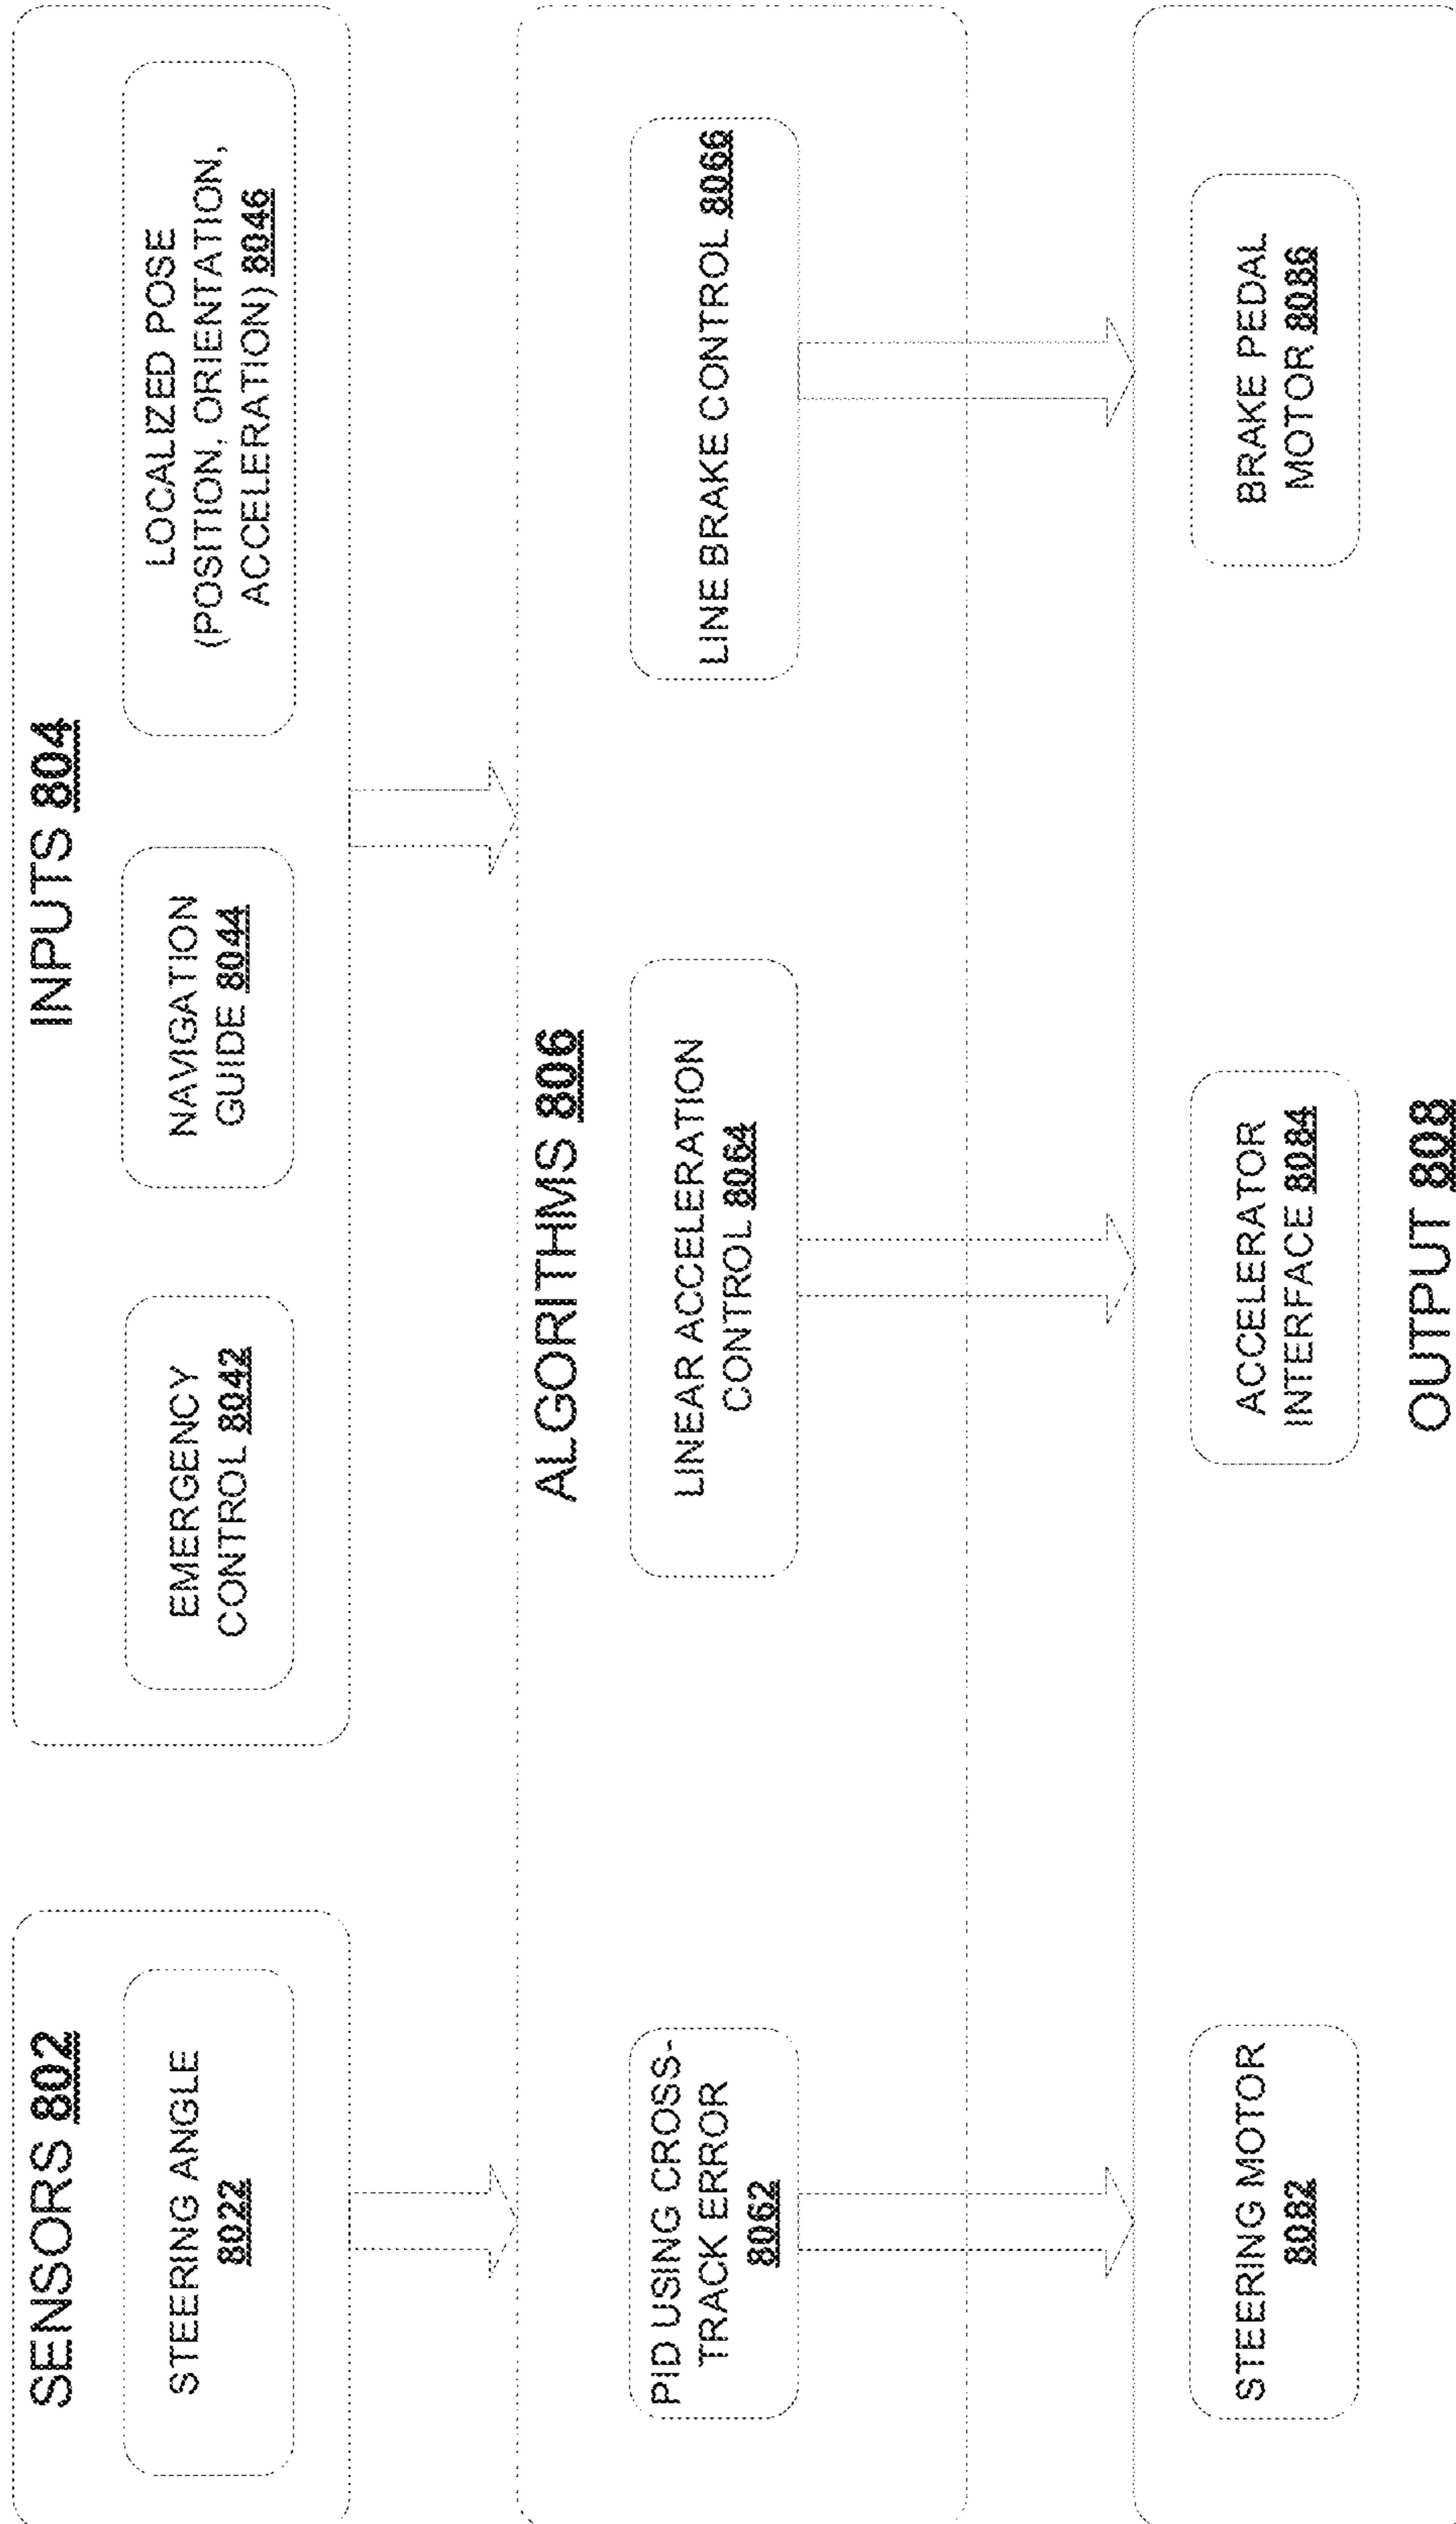 SENSORS 802
STEERING ANGLE
8022
INPUTS 804
EMERGENCY
CONTROL 8042
NAVIGATION
GUIDE 8044
LOCALIZED POSE
(POSITION, ORIENTATION,
ACCELERATION) 8046
ALGORITHMS 806
PID USING CROSS-
TRACK ERROR
8062
LINEAR ACCELERATION
CONTROL 8064
LINE BRAKE CONTROL 8066
STEERING MOTOR
8082
ACCELERATOR
INTERFACE 8084
BRAKE PEDAL
MOTOR 8086
OUTPUT 808